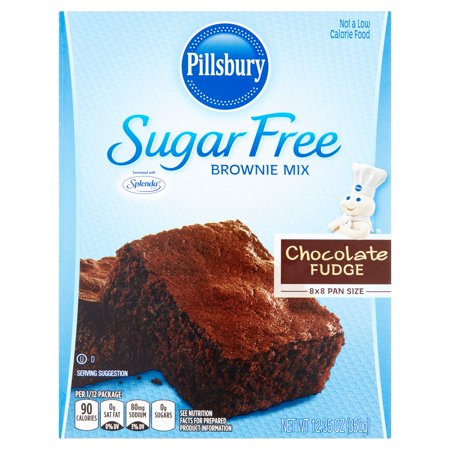 Not a Low
Calorie Food
Pillsbury
Sugar Free
BROWNIE MIX
Sweetened with
Splenda
Pillsbury
Chocolate
FUDGE
8x8 PAN SIZE
U D
SERVING SUGGESTION
PER 1/12 PACKAGE
90
CALORIES
0g
SAT FAT
0% DV
80mg
SODIUM
3% DV
0g
SUGARS
SEE NUTRITION
FACTS FOR PREPARED
PRODUCT INFORMATION
NET WT 12.35 OZ (350g)